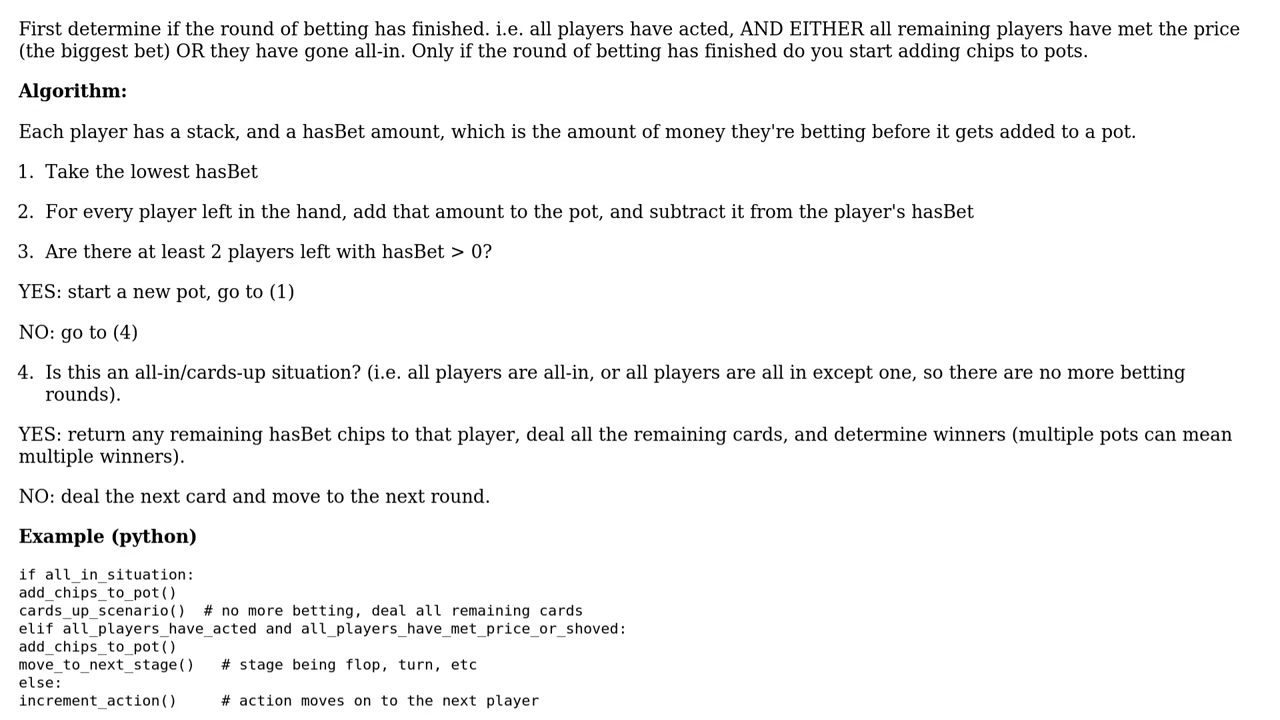 First determine if the round of betting has finished. i.e. all players have acted, AND EITHER all remaining players have met the price
(the biggest bet) OR they have gone all-in. Only if the round of betting has finished do you start adding chips to pots.
Algorithm:
Each player has a stack, and a hasBet amount, which is the amount of money they're betting before it gets added to a pot.
1. Take the lowest hasBet
2. For every player left in the hand, add that amount to the pot, and subtract it from the player's hasBet
3. Are there at least 2 players left with hasBet > 0?
YES: start a new pot, go to (1)
NO: go to (4)
4. Is this an all-in/cards-up situation? (i.e. all players are all-in, or all players are all in except one, so there are no more betting
rounds).
YES: return any remaining hasBet chips to that player, deal all the remaining cards, and determine winners (multiple pots can mean
multiple winners).
NO: deal the next card and move to the next round.
Example (python)
if all_in_situation:
add_chips_to_pot()
cards_up_scenario()  # no more betting, deal all remaining cards
elif all_players_have_acted and all_players_have_met_price_or_shoved:
add_chips_to_pot()
move_to_next_stage()   # stage being flop, turn, etc
else:
increment_action()     # action moves on to the next player